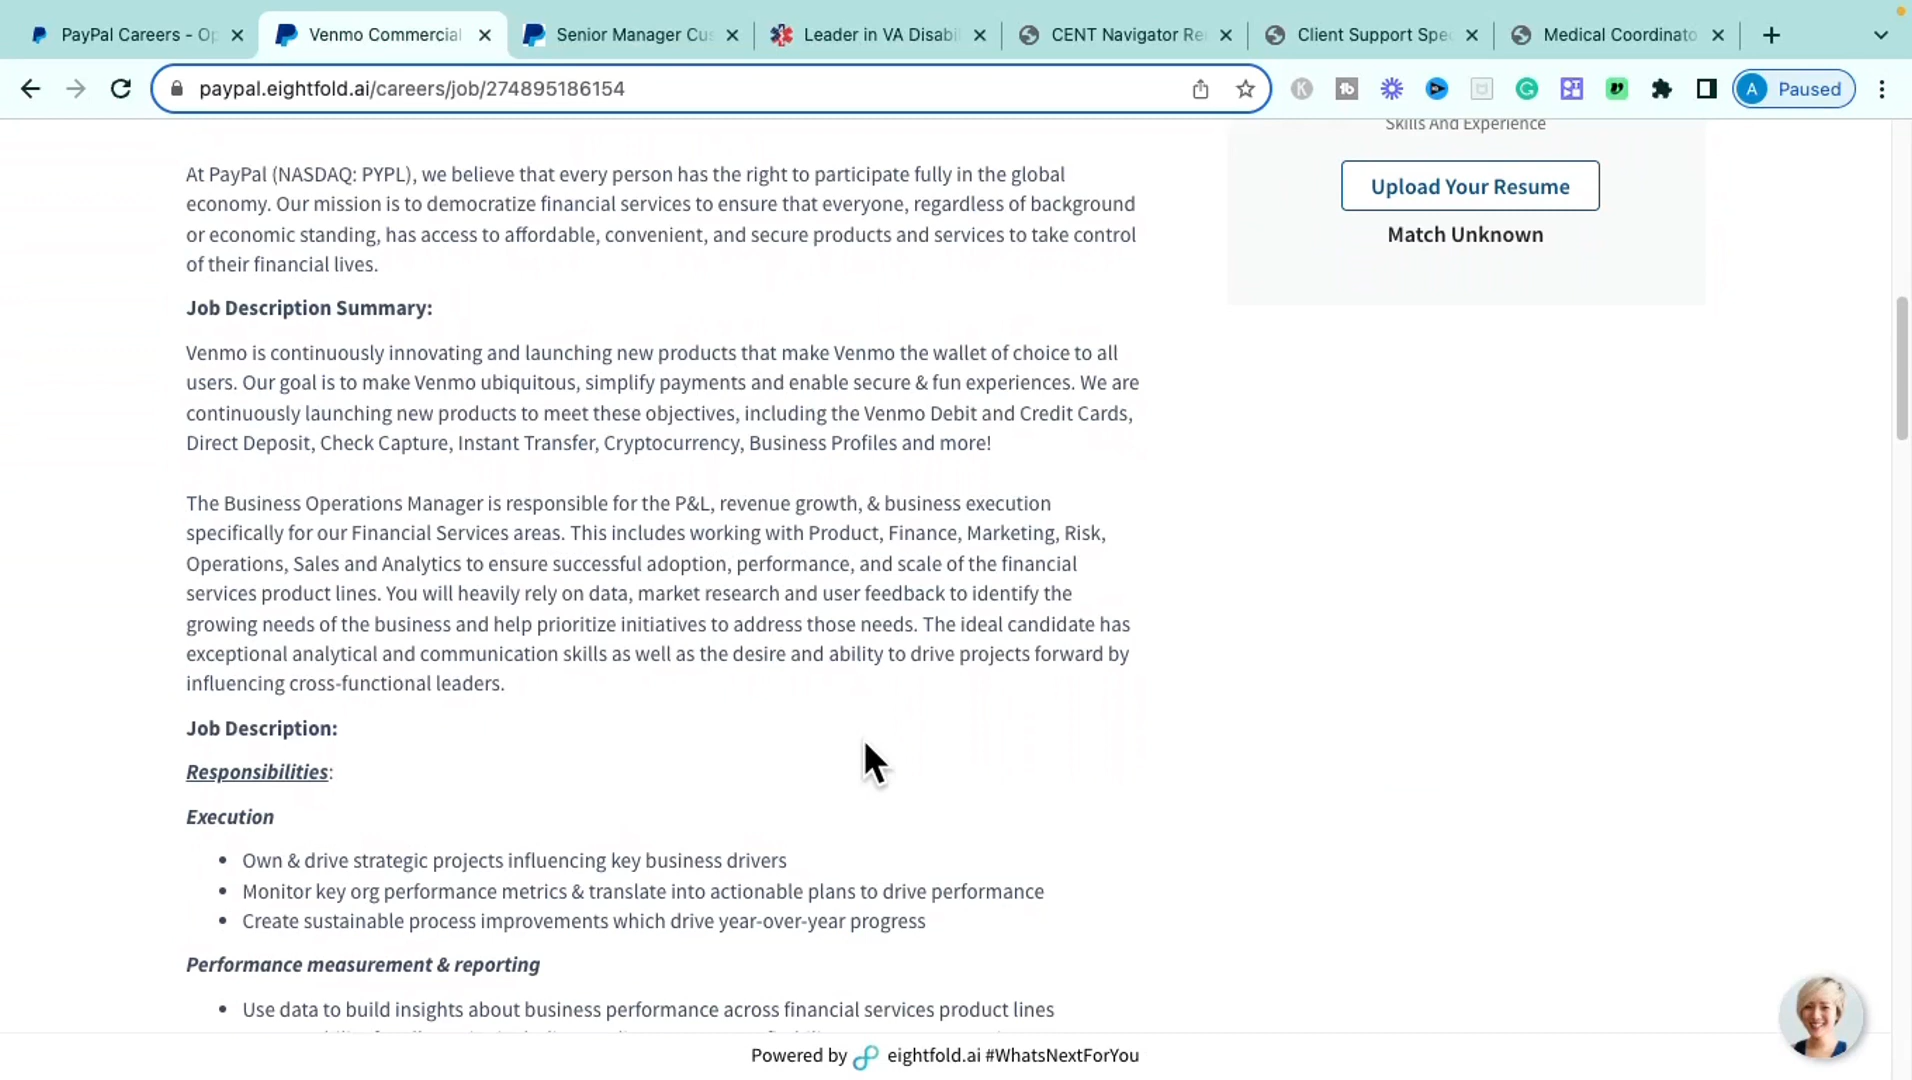 PayPal Careers - Op
Venmo Commercial
Senior Manager Cus
Leader in VA Disabi
CENT Navigator Re
Client Support Spe
Medical Coordinato
paypal.eightfold.ai/careers/job/274895186154
A Paused
Skills And Experience
Upload Your Resume
Match Unknown
At PayPal (NASDAQ: PYPL), we believe that every person has the right to participate fully in the global
economy. Our mission is to democratize financial services to ensure that everyone, regardless of background
or economic standing, has access to affordable, convenient, and secure products and services to take control
of their financial lives.
Job Description Summary:
Venmo is continuously innovating and launching new products that make Venmo the wallet of choice to all
users. Our goal is to make Venmo ubiquitous, simplify payments and enable secure & fun experiences. We are
continuously launching new products to meet these objectives, including the Venmo Debit and Credit Cards,
Direct Deposit, Check Capture, Instant Transfer, Cryptocurrency, Business Profiles and more!
The Business Operations Manager is responsible for the P&L, revenue growth, & business execution
specifically for our Financial Services areas. This includes working with Product, Finance, Marketing, Risk,
Operations, Sales and Analytics to ensure successful adoption, performance, and scale of the financial
services product lines. You will heavily rely on data, market research and user feedback to identify the
growing needs of the business and help prioritize initiatives to address those needs. The ideal candidate has
exceptional analytical and communication skills as well as the desire and ability to drive projects forward by
influencing cross-functional leaders.
Job Description:
Responsibilities:
Execution
• Own & drive strategic projects influencing key business drivers
• Monitor key org performance metrics & translate into actionable plans to drive performance
• Create sustainable process improvements which drive year-over-year progress
Performance measurement & reporting
• Use data to build insights about business performance across financial services product lines
Powered by eightfold.ai #WhatsNextForYou